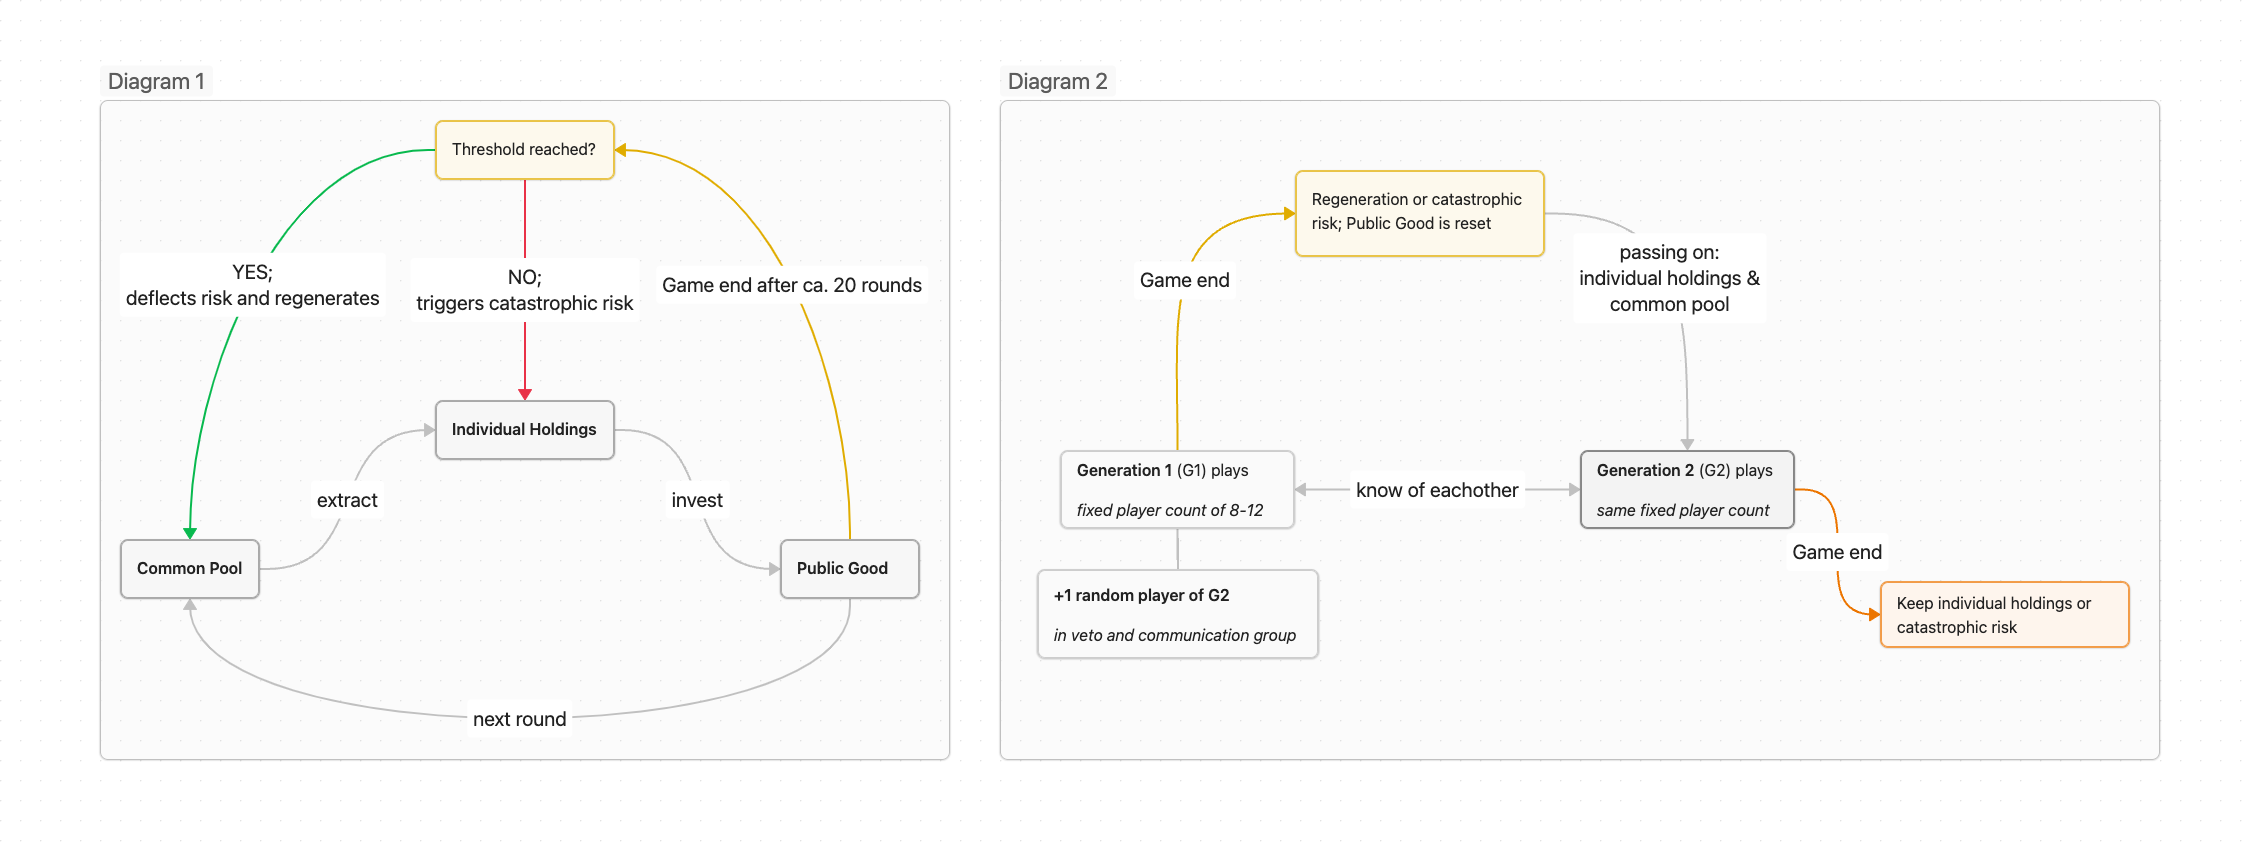 Diagram 1
Threshold reached?
YES;
deflects risk and regenerates
NO;
triggers catastrophic risk
Game end after ca. 20 rounds
Individual Holdings
extract
invest
Common Pool
Public Good
next round
Diagram 2
Regeneration or catastrophic
risk; Public Good is reset
Game end
passing on:
individual holdings &
common pool
Generation 1 (G1) plays
fixed player count of 8-12
know of eachother
Generation 2 (G2) plays
same fixed player count
+1 random player of G2
in veto and communication group
Game end
Keep individual holdings or
catastrophic risk